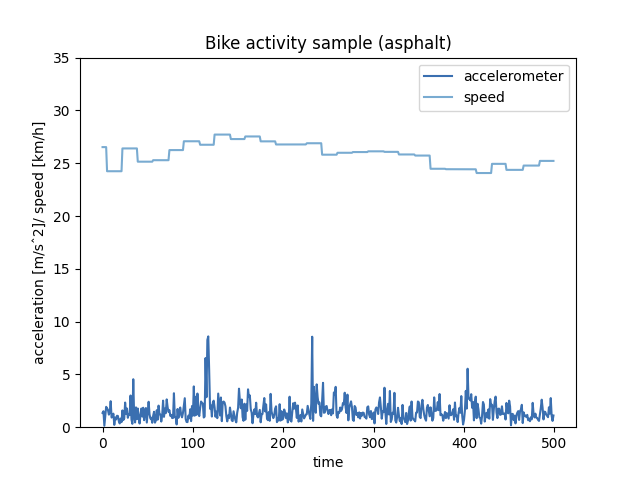 Bike activity sample (asphalt)
accelerometer
speed
acceleration [m/s^2]/ speed [km/h]
35
30
25
20
15
10
5
0
0 100 200 300 400 500
time